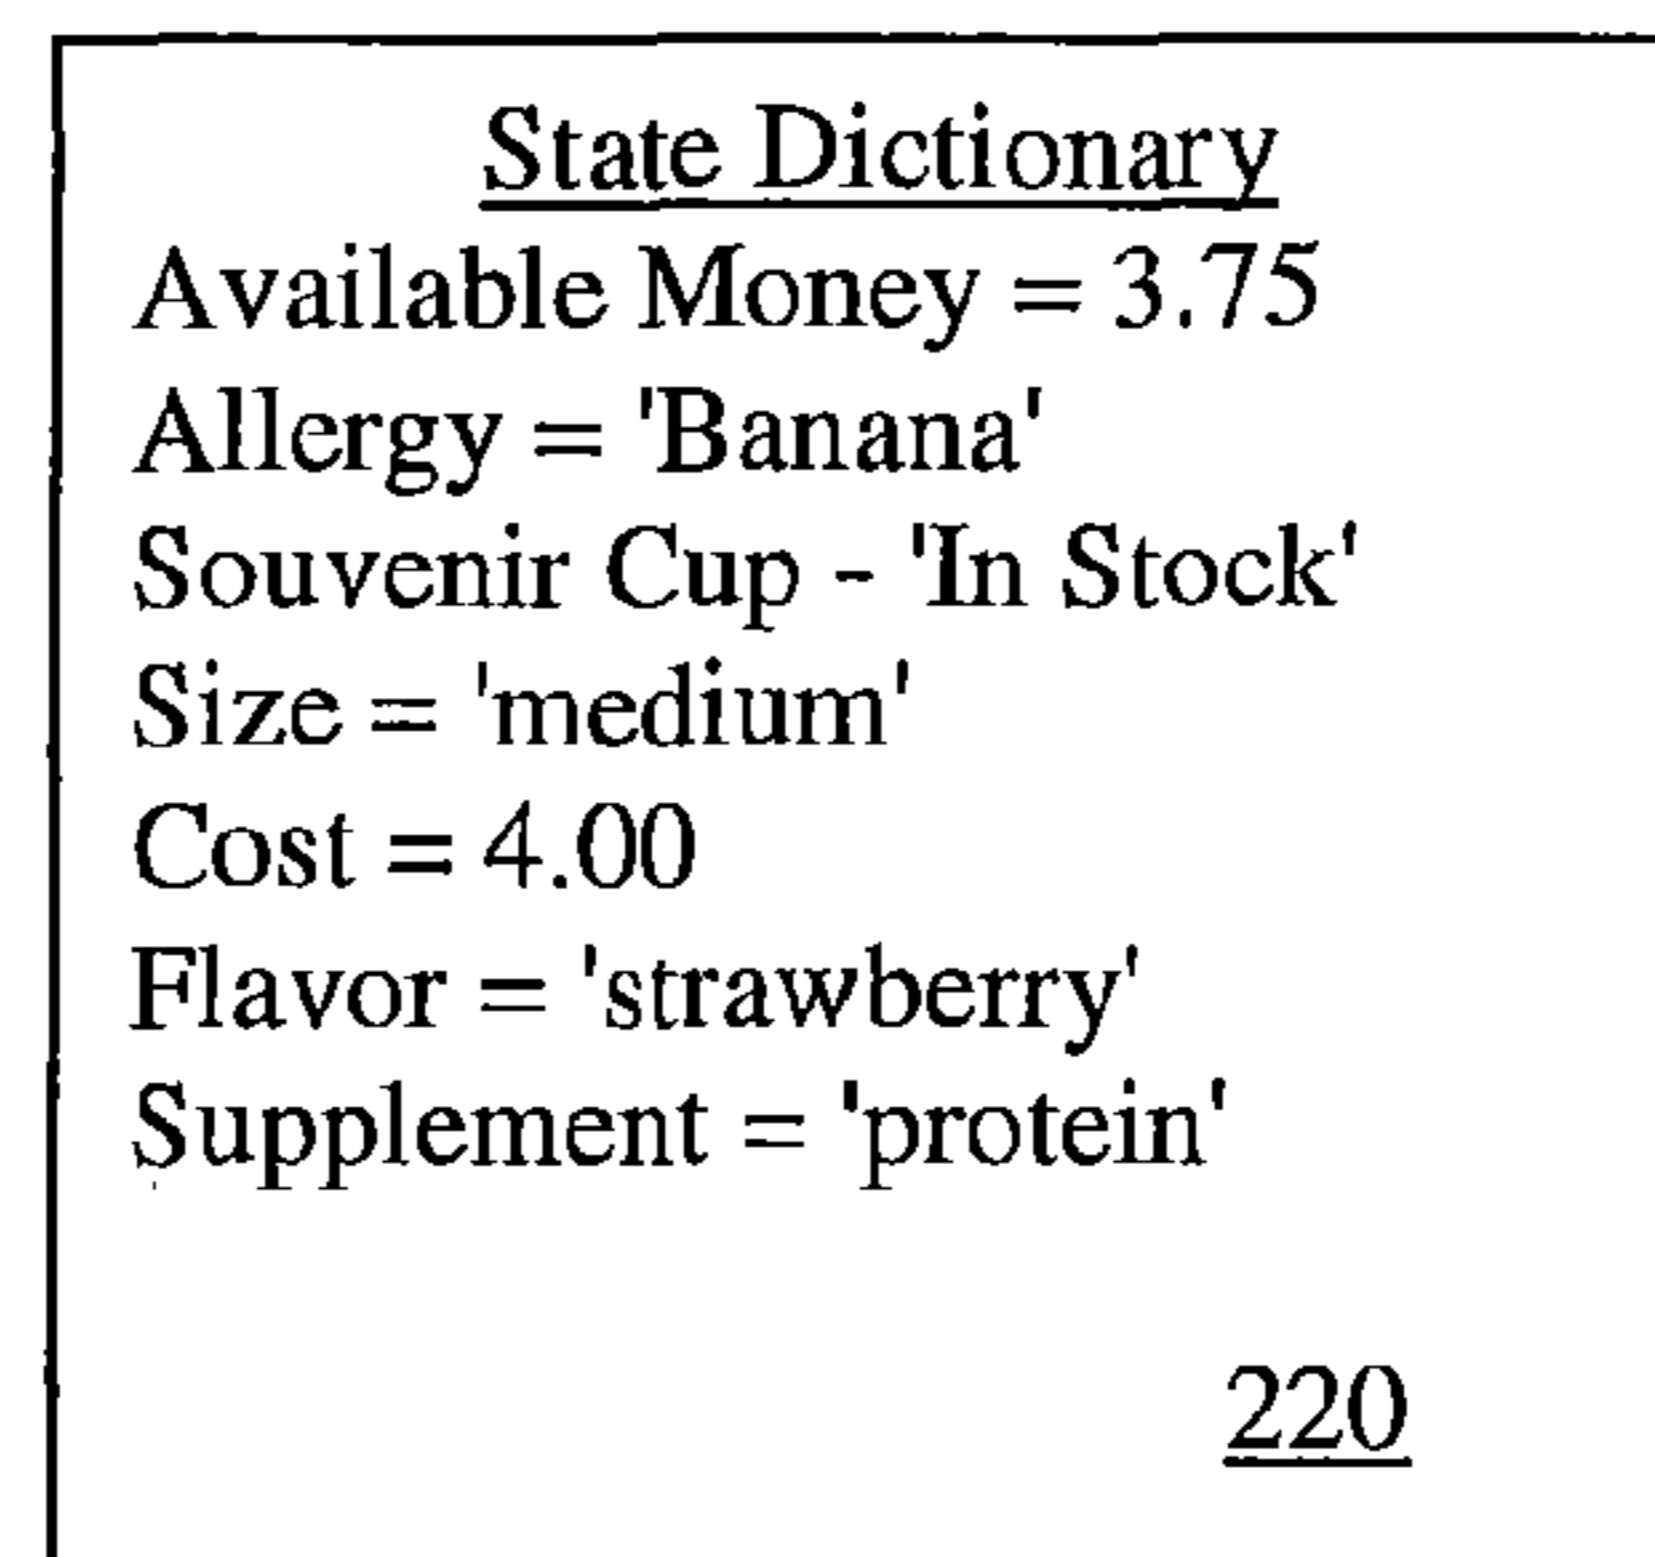 State Dictionary
Available Money = 3.75
Allergy = 'Banana'
Souvenir Cup - 'In Stock'
Size = 'medium'
Cost = 4.00
Flavor = 'strawberry'
Supplement = 'protein'
220